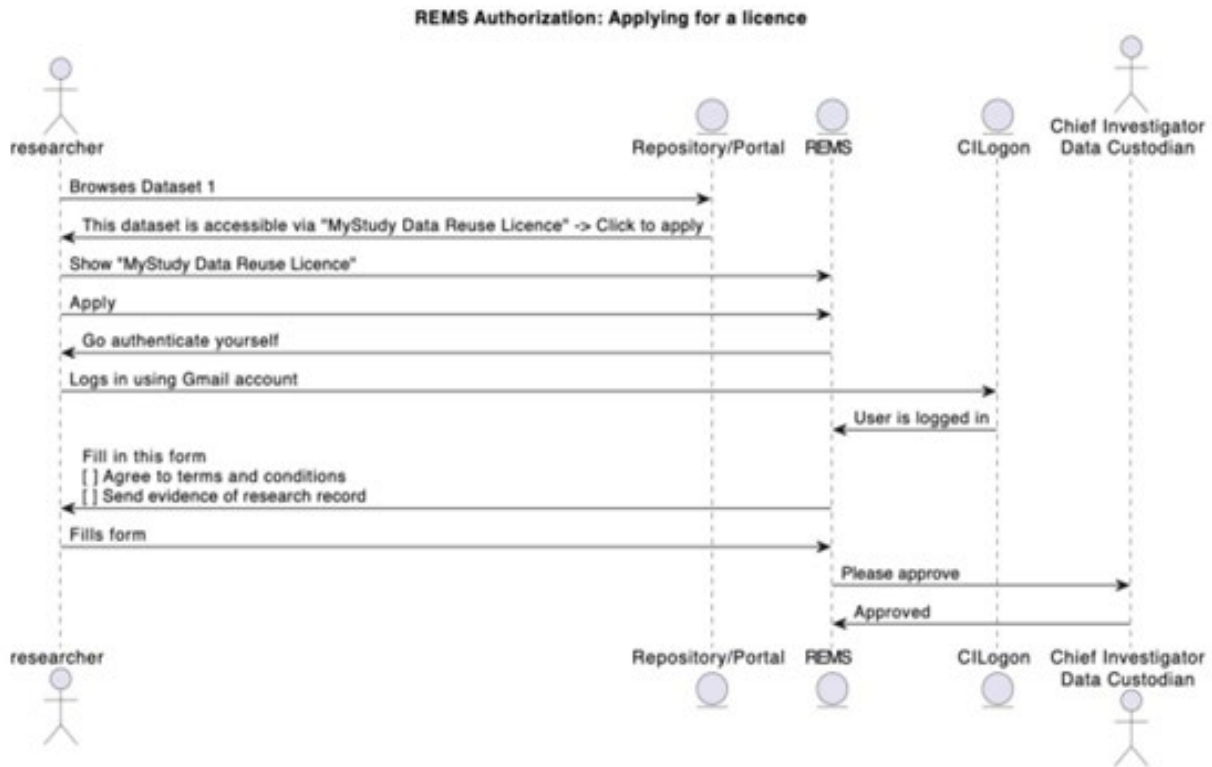 REMS Authorization: Applying for a licence
researcher
Repository/Portal
REMS
CILogon
Chief Investigator
Data Custodian
Browses Dataset 1
This dataset is accessible via "MyStudy Data Reuse Licence" -> Click to apply
Show "MyStudy Data Reuse Licence"
Apply
Go authenticate yourself
Logs in using Gmail account
User is logged in
Fill in this form
[ ] Agree to terms and conditions
[ ] Send evidence of research record
Fills form
Please approve
Approved
researcher
Repository/Portal
REMS
CILogon
Chief Investigator
Data Custodian